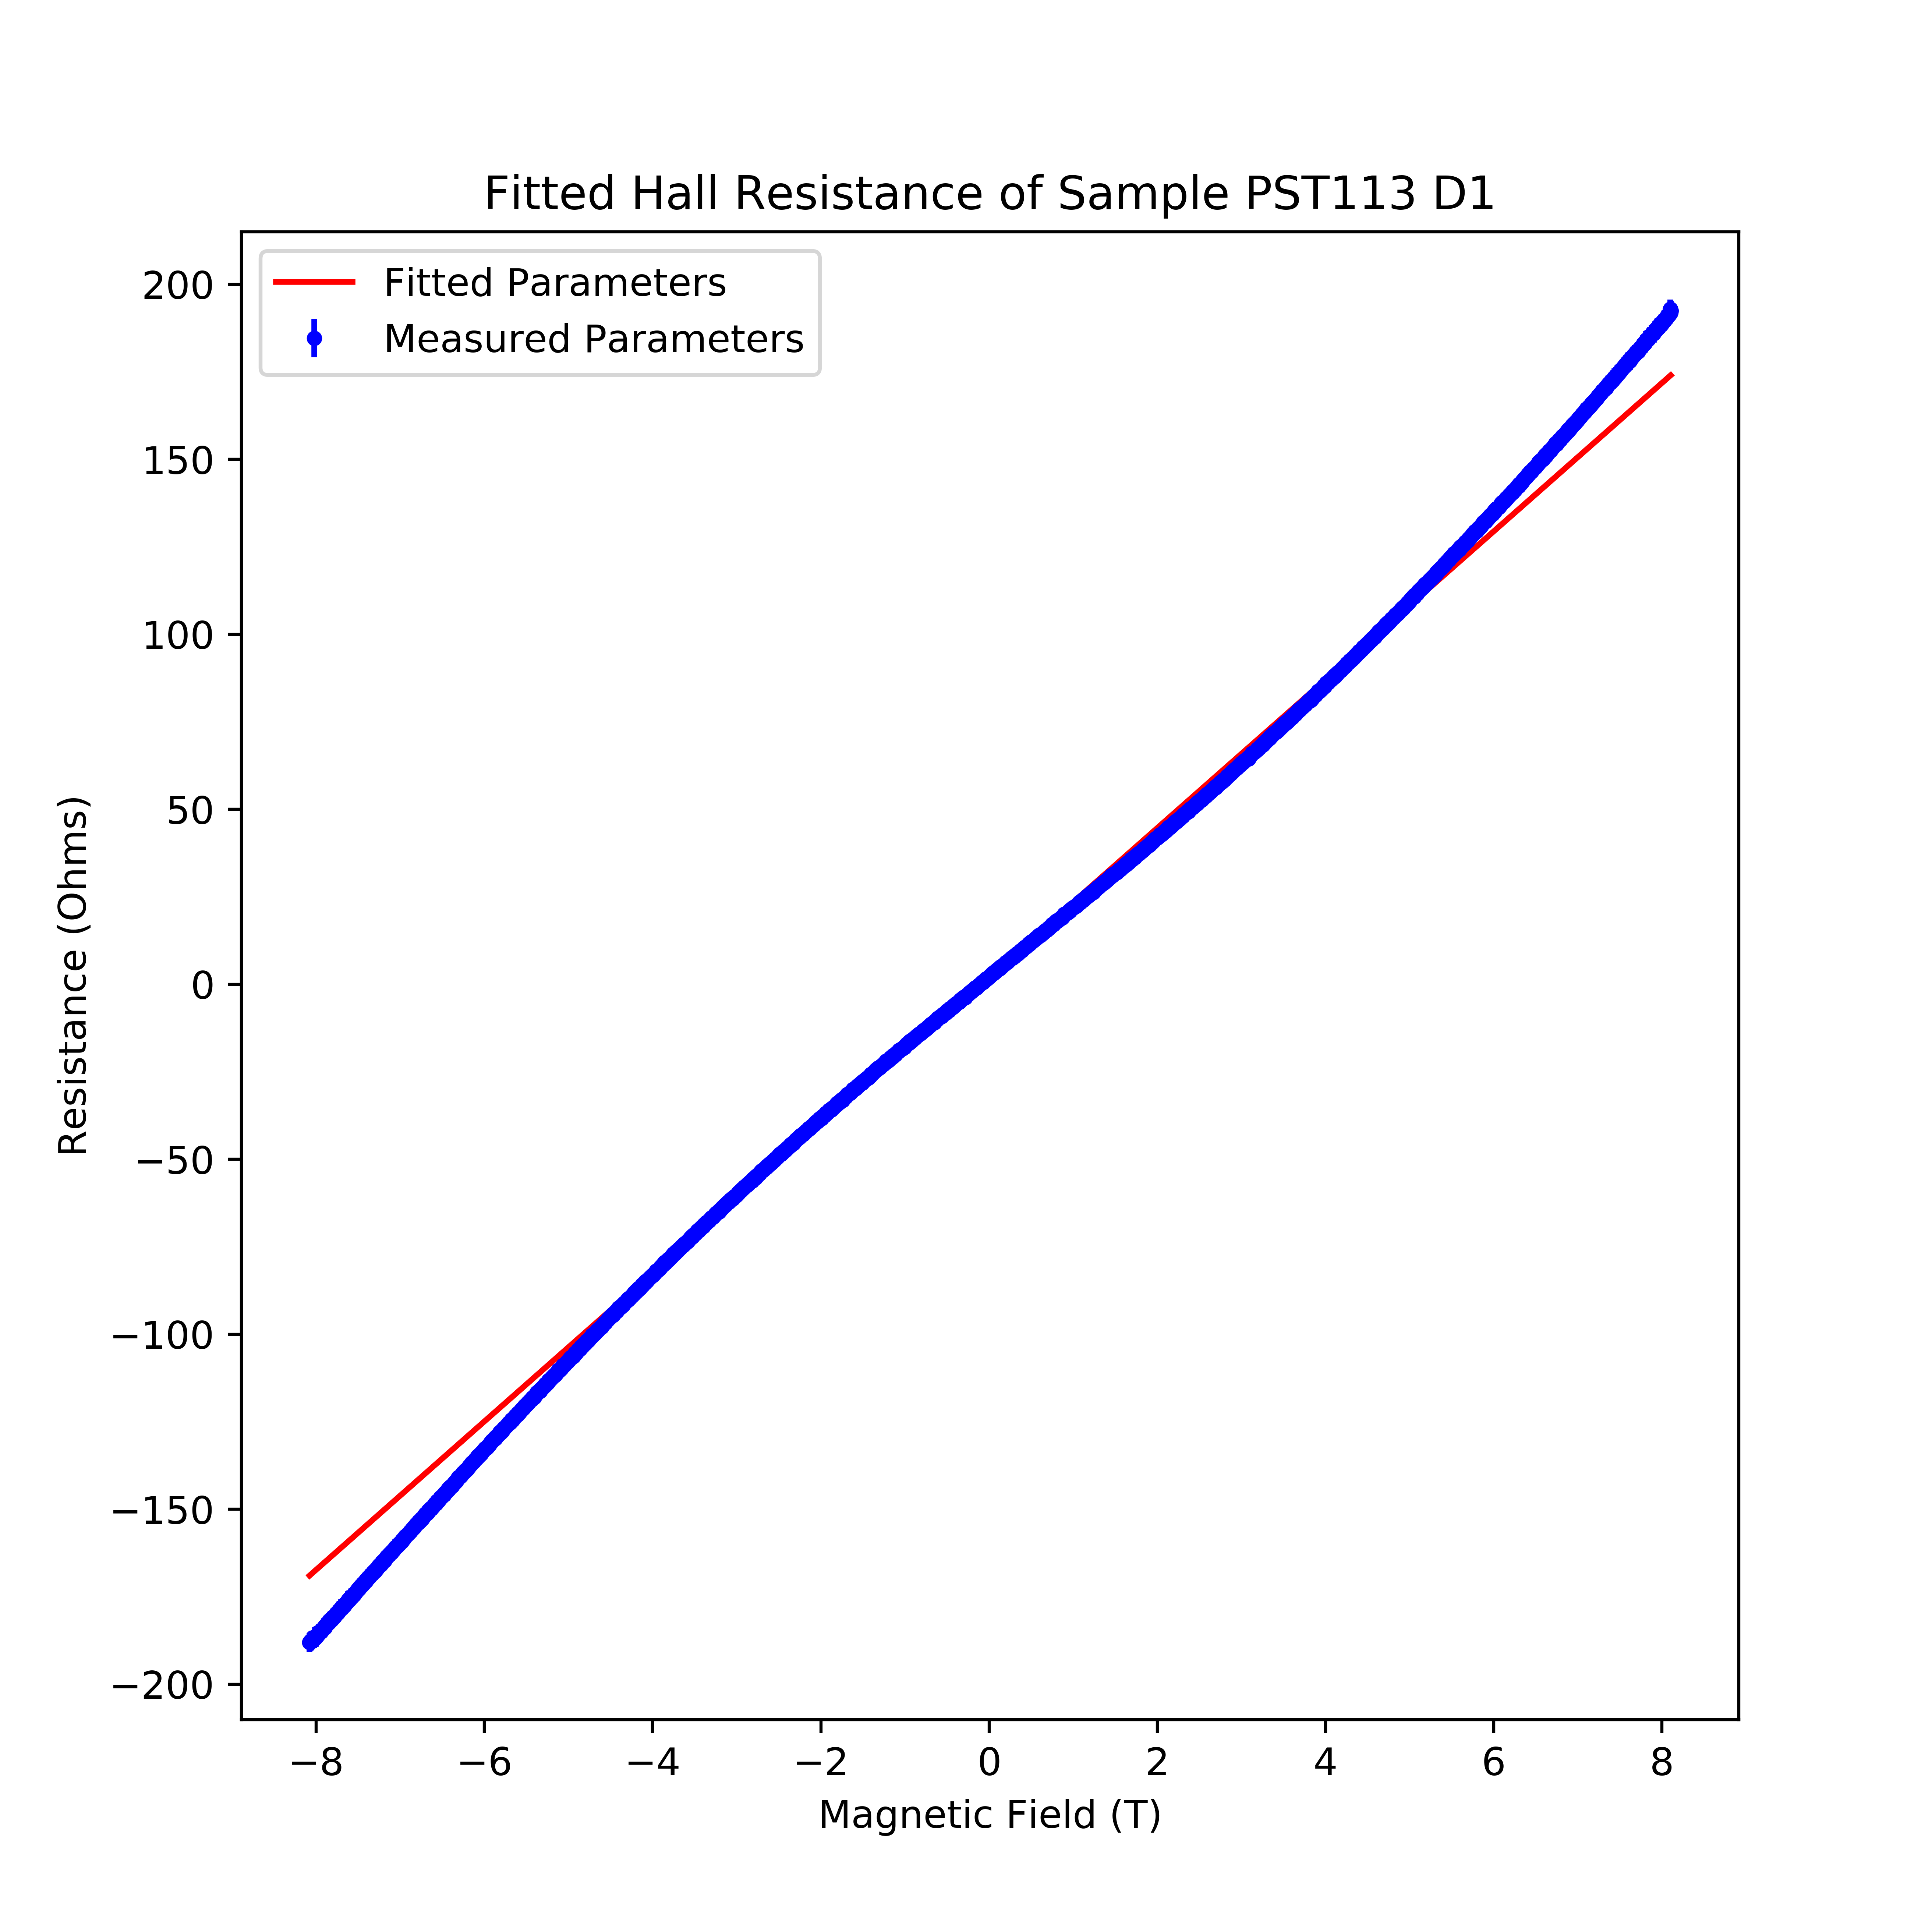 Fitted Hall Resistance of Sample PST113 D1
Fitted Parameters
Measured Parameters
200
150
100
50
0
−50
−100
−150
−200
Resistance (Ohms)
−8 −6 −4 −2 0 2 4 6 8
Magnetic Field (T)